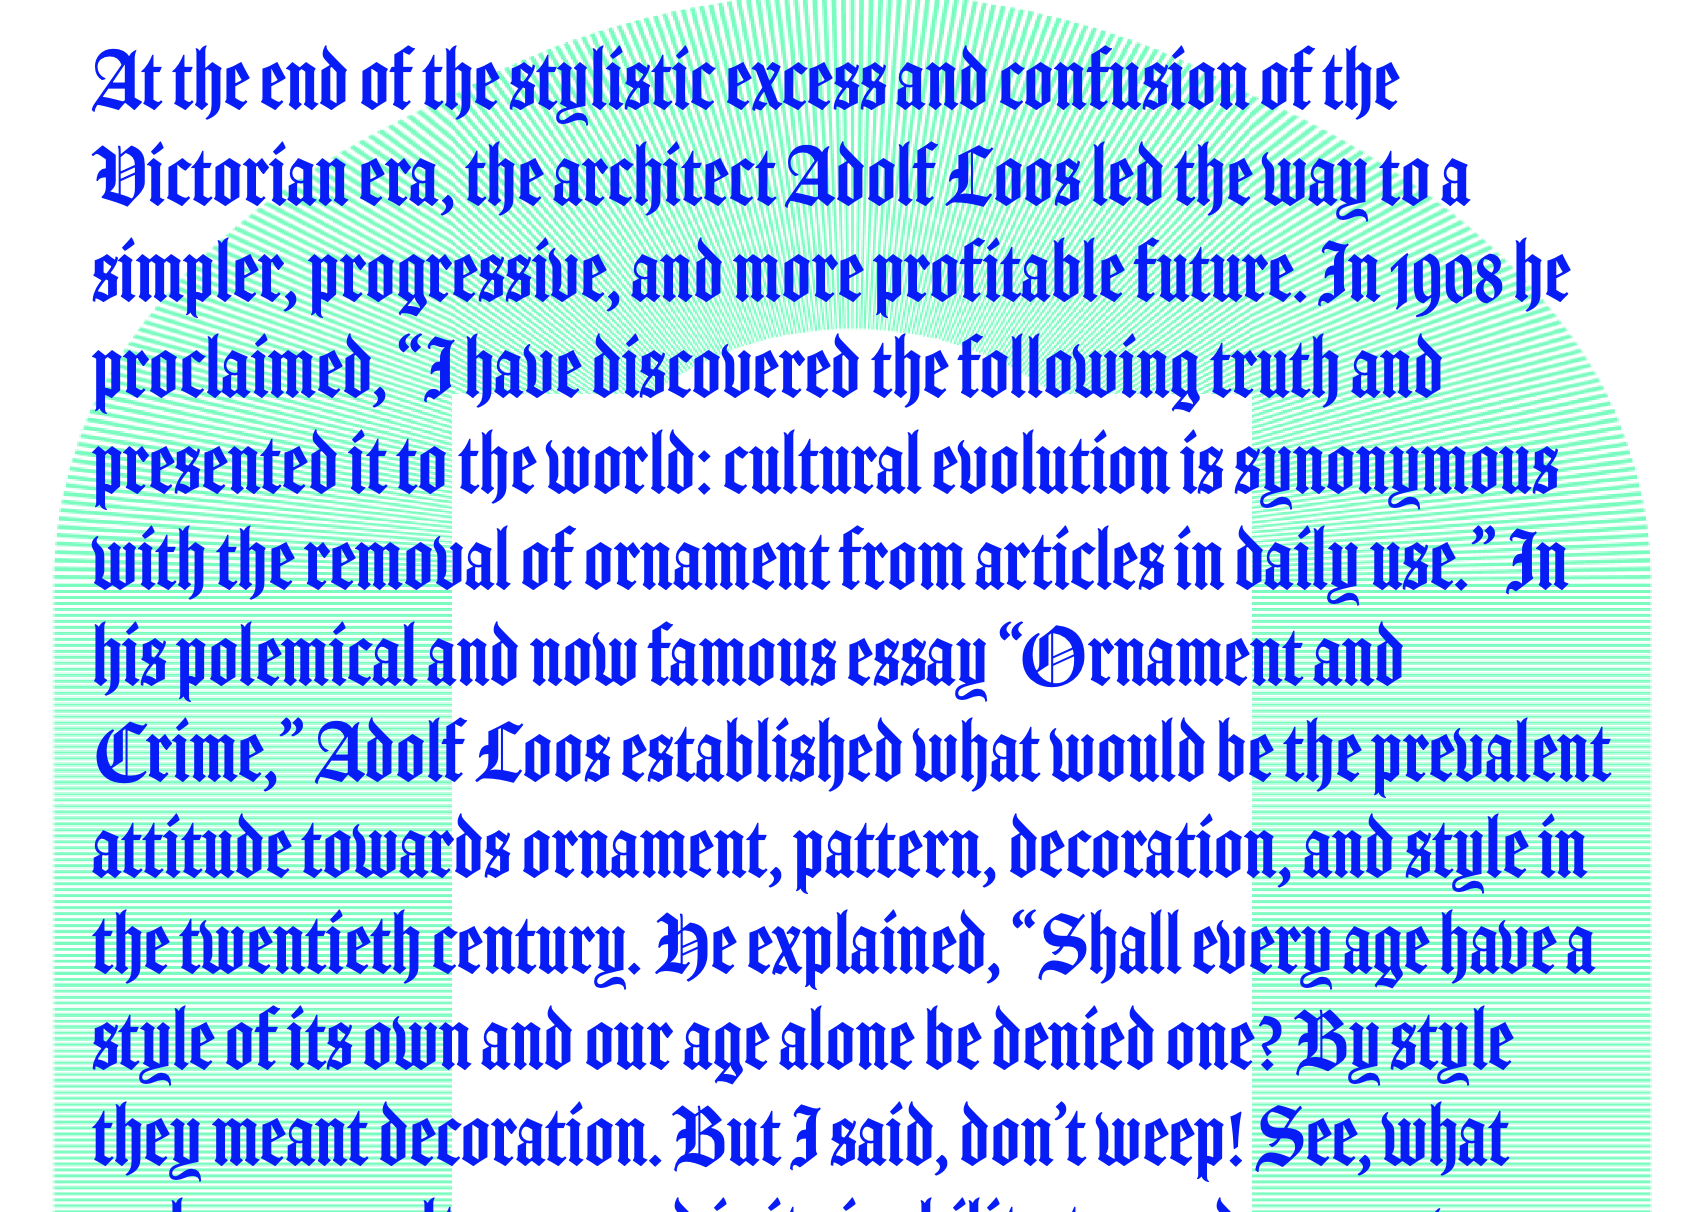 At the end of the stylistic excess and confusion of the
Victorian era, the architect Adolf Loos led the way to a
simpler, progressive, and more profitable future. In 1908 he
proclaimed, “I have discovered the following truth and
presented it to the world: cultural evolution is synonymous
with the removal of ornament from articles in daily use.” In
his polemical and now famous essay “Ornament and
Crime,” Adolf Loos established what would be the prevalent
attitude towards ornament, pattern, decoration, and style in
the twentieth century. He explained, “Shall every age have a
style of its own and our age alone be denied one? By style
they meant decoration. But I said, don’t weep! See, what